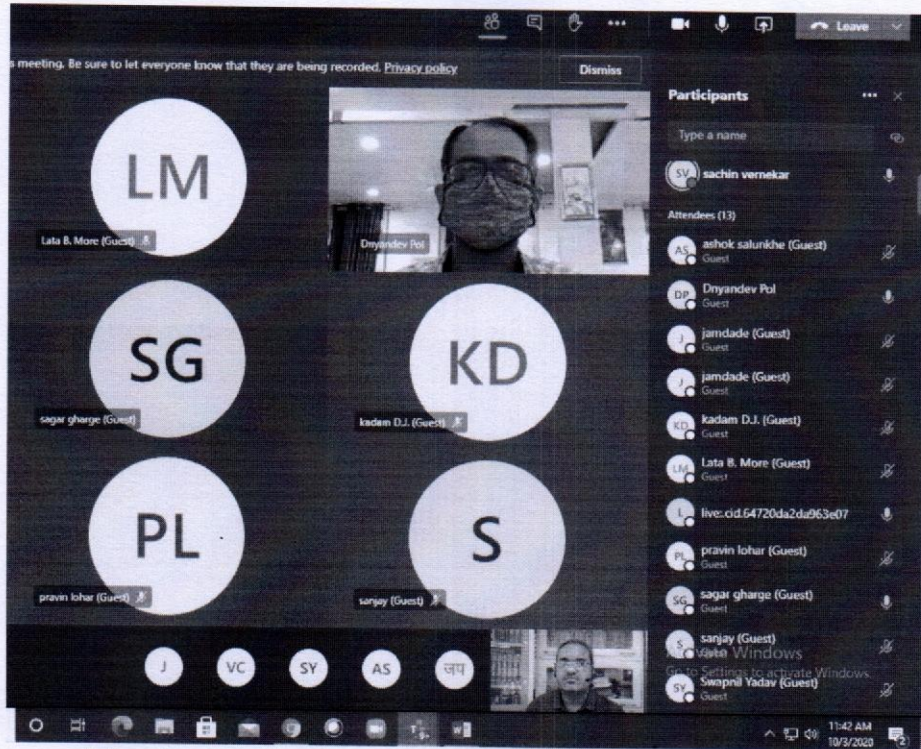 Leave
s meeting. Be sure to let everyone know that they are being recorded. Privacy policy
Dismiss
LM
Lata B. More (Guest)
Dnyandev Pol
SG
sagar gharge (Guest)
KD
kadam D.J. (Guest)
PL
pravin lohar (Guest)
S
sanjay (Guest)
J
VC
SY
AS
जप
Participants
Type a name
SV
sachin vernekar
Attendees (13)
AS
ashok salunkhe (Guest)
Guest
DP
Dnyandev Pol
Guest
J
jamdade (Guest)
Guest
J
jamdade (Guest)
Guest
KD
kadam D.J. (Guest)
Guest
LM
Lata B. More (Guest)
Guest
L
live:.cid.64720da2da963e07
PL
pravin lohar (Guest)
Guest
SG
sagar gharge (Guest)
Guest
S
sanjay (Guest)
Guest
Windows
Go to Settings to activate Windows.
SY
Swapnil Yadav (Guest)
Guest
11:42 AM
10/3/2020